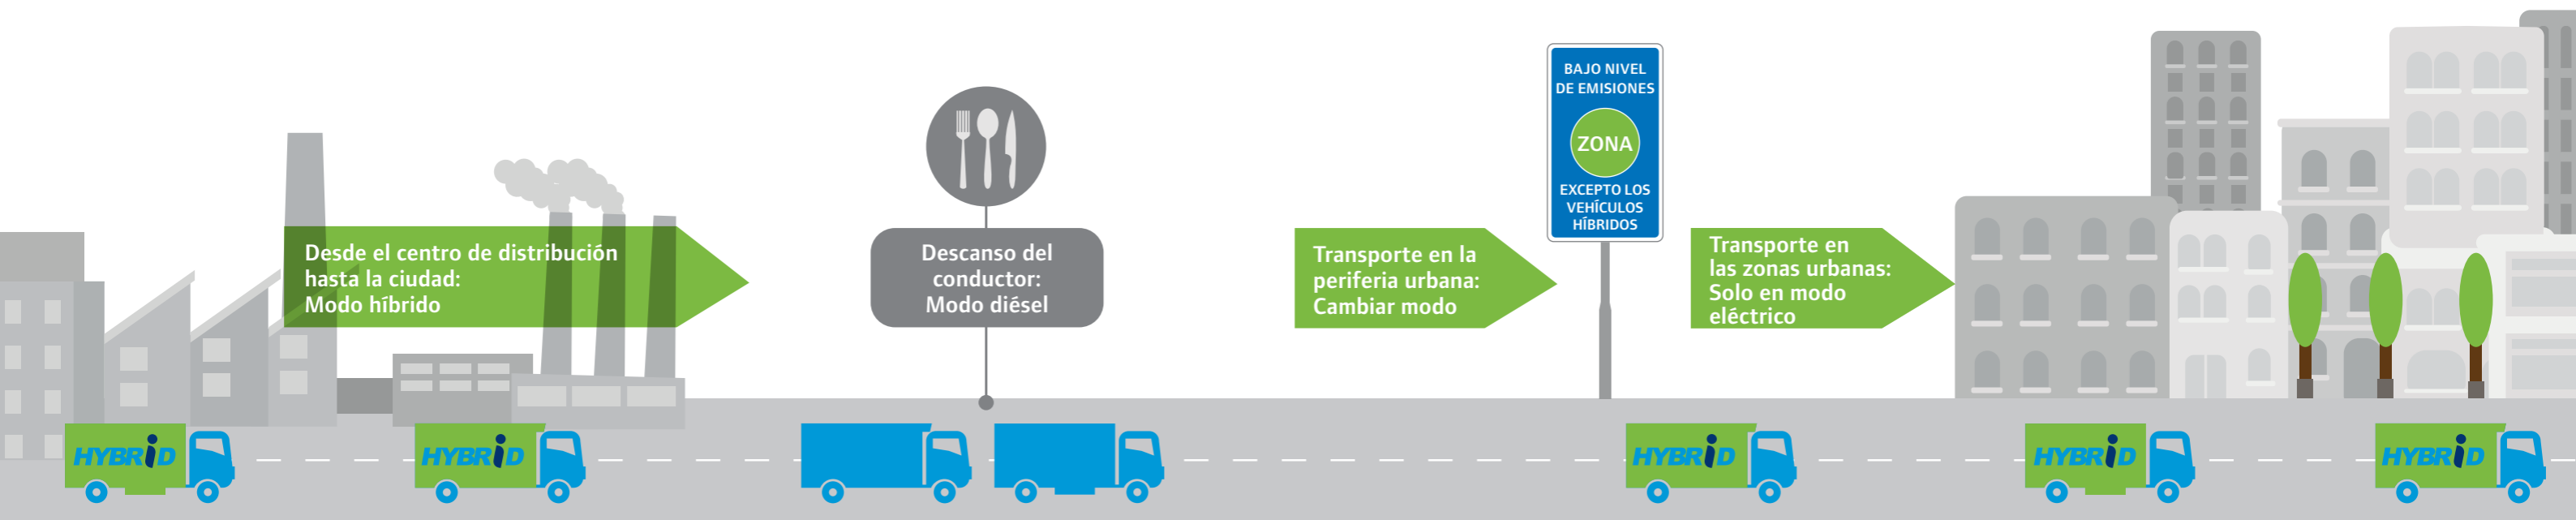 Desde el centro de distribución
hasta la ciudad:
Modo híbrido
Descanso del
conductor:
Modo diésel
Transporte en la
periferia urbana:
Cambiar modo
BAJO NIVEL
DE EMISIONES
ZONA
EXCEPTO LOS
VEHÍCULOS
HÍBRIDOS
Transporte en
las zonas urbanas:
Solo en modo
eléctrico
HYBRiD
HYBRiD
HYBRiD
HYBRiD
HYBRiD